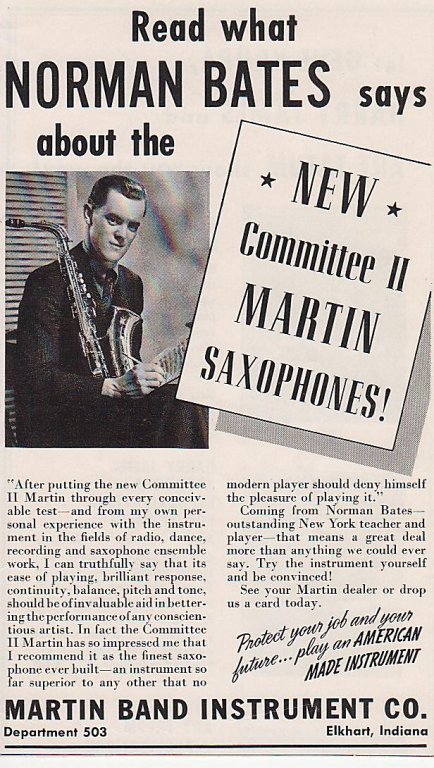 Read what
NORMAN BATES says
about the
★ NEW ★
Committee II
MARTIN
SAXOPHONES!
"After putting the new Committee
II Martin through every conceiv-
able test—and from my own per-
sonal experience with the instru-
ment in the fields of radio, dance,
recording and saxophone ensemble
work, I can truthfully say that its
ease of playing, brilliant response,
continuity, balance, pitch and tone,
should be of invaluable aid in better-
ing the performance of any conscien-
tious artist. In fact the Committee
II Martin has so impressed me that
I recommend it as the finest saxo-
phone ever built—an instrument so
far superior to any other that no
modern player should deny himself
the pleasure of playing it."
Coming from Norman Bates—
outstanding New York teacher and
player—that means a great deal
more than anything we could ever
say. Try the instrument yourself
and be convinced!
See your Martin dealer or drop
us a card today.
Protect your job and your
future... play an AMERICAN
MADE INSTRUMENT
MARTIN BAND INSTRUMENT CO.
Department 503 Elkhart, Indiana